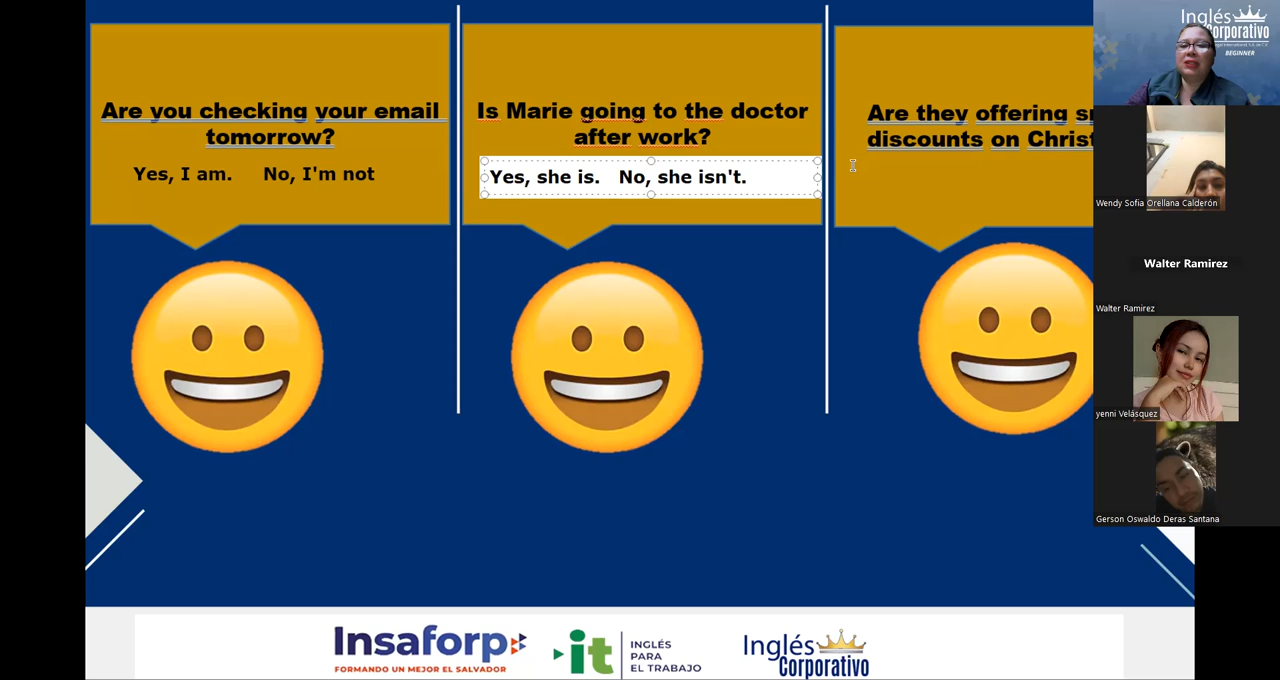 Are you checking your email
tomorrow?
Yes, I am. No, I'm not
Is Marie going to the doctor
after work?
Yes, she is. No, she isn't.
Are they offering
discounts on
Inglés
Corporativo
BEGINNER
Wendy Sofia Orellana Calderón
Walter Ramirez
Walter Ramirez
yenni Velásquez
Gerson Oswaldo Deras Santana
Insaforp
FORMANDO UN MEJOR EL SALVADOR
it
INGLÉS
PARA
EL TRABAJO
Inglés
Corporativo